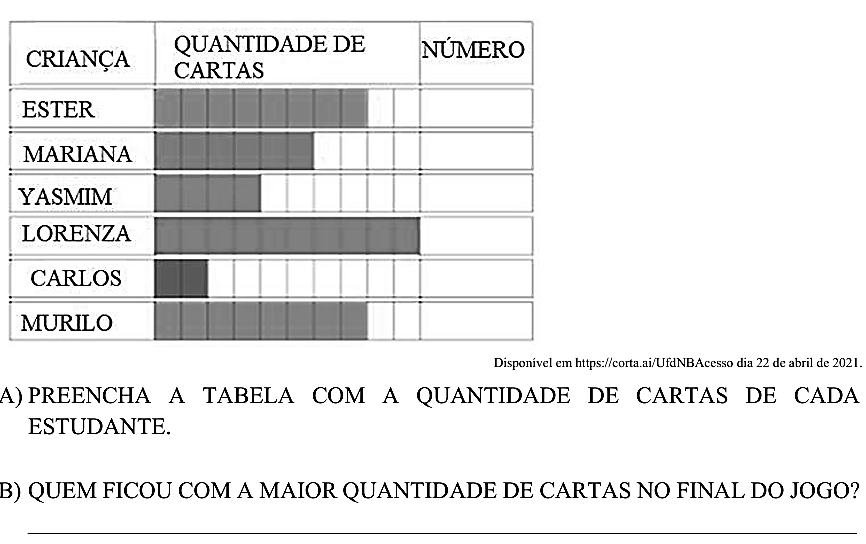 CRIANÇA
QUANTIDADE DE
CARTAS
NÚMERO
ESTER
MARIANA
YASMIM
LORENZA
CARLOS
MURILO
Disponível em https://corta.ai/UfdNBAcesso dia 22 de abril de 2021.
A) PREENCHA A TABELA COM A QUANTIDADE DE CARTAS DE CADA
ESTUDANTE.
B) QUEM FICOU COM A MAIOR QUANTIDADE DE CARTAS NO FINAL DO JOGO?